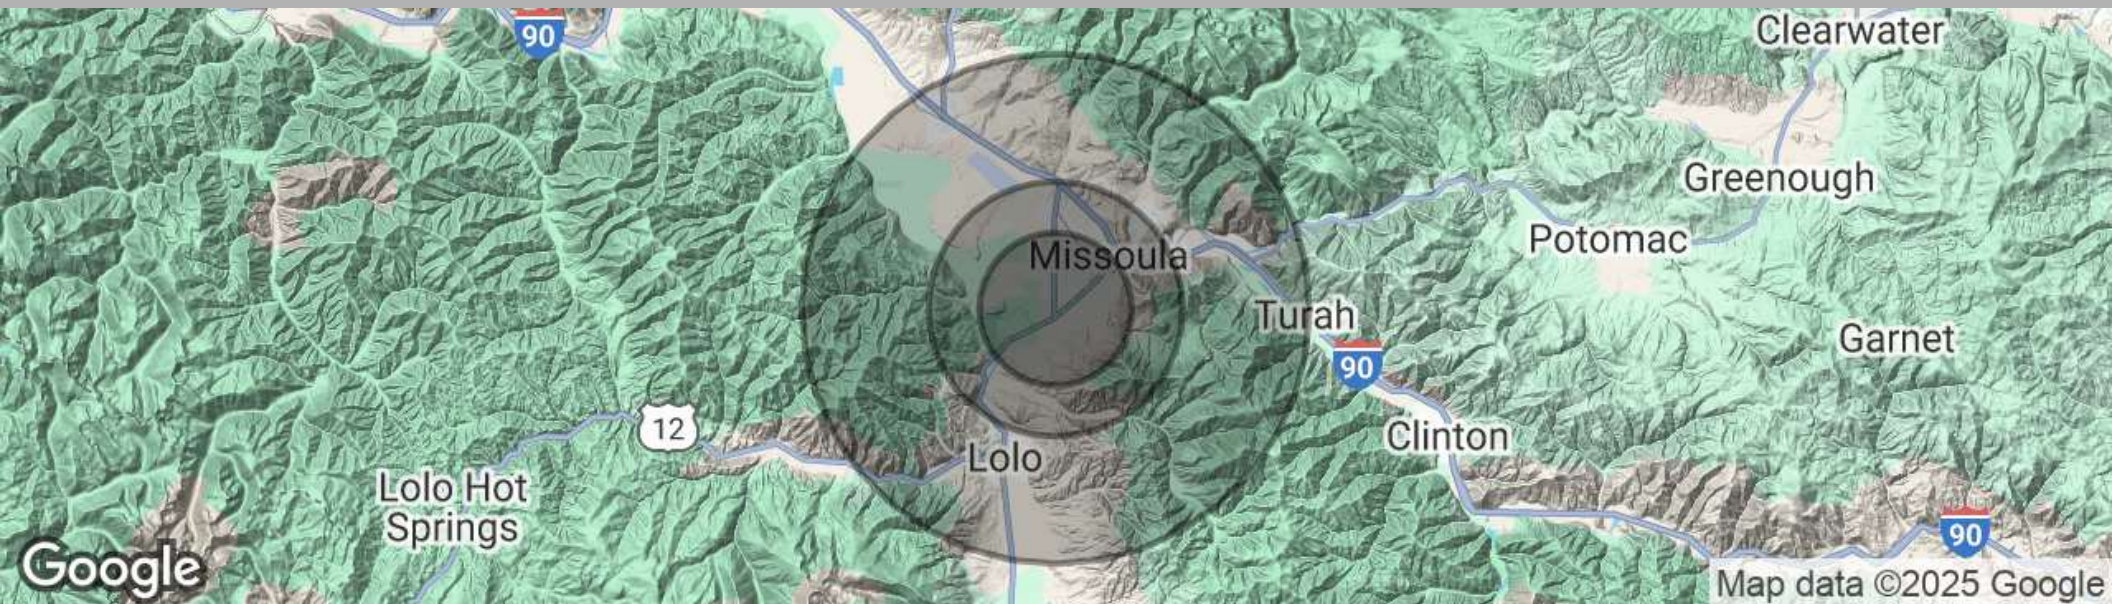 90
Clearwater
Greenough
Missoula
Potomac
Turah
Garnet
90
12
Clinton
Lolo
Lolo Hot
Springs
90
Google
Map data ©2025 Google